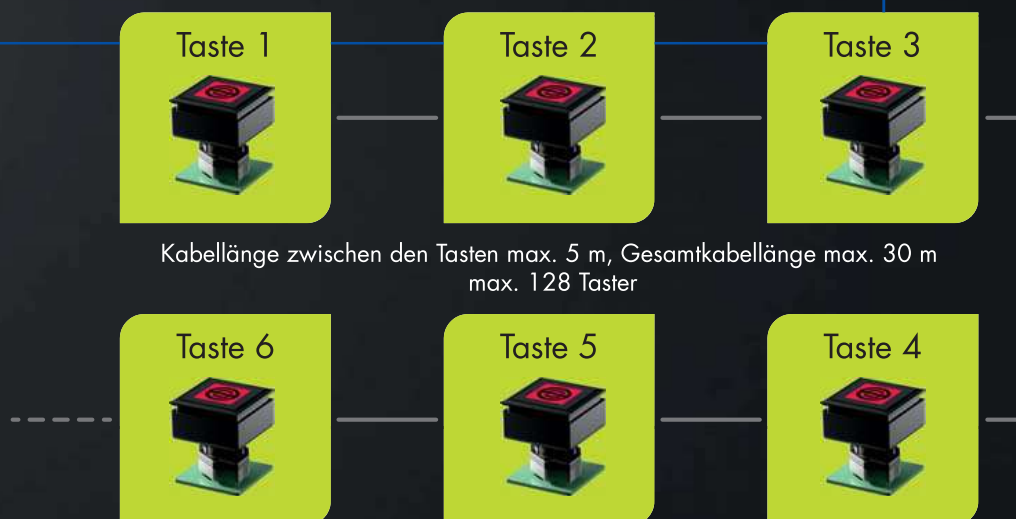 Taste 1
Taste 2
Taste 3
Kabellänge zwischen den Tasten max. 5 m, Gesamtkabellänge max. 30 m
max. 128 Taster
Taste 6
Taste 5
Taste 4